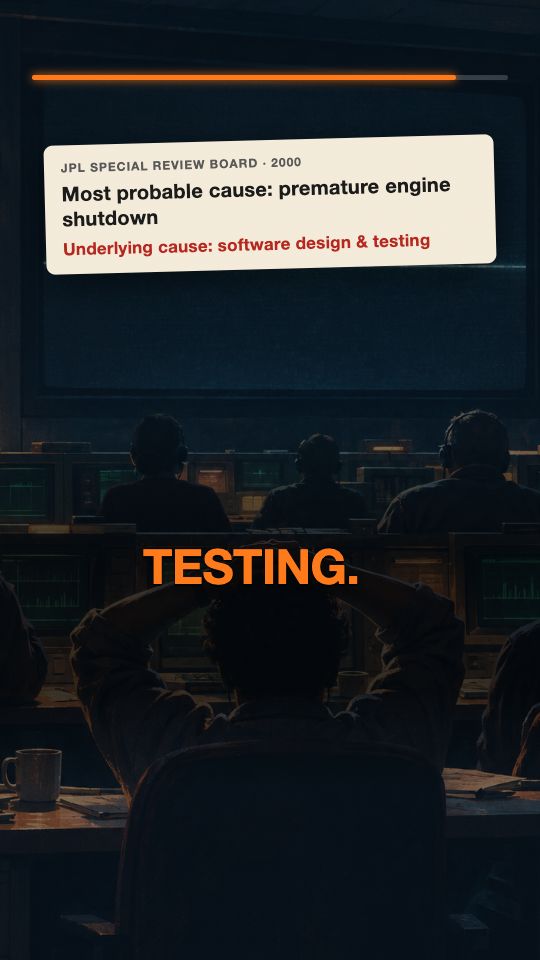 JPL SPECIAL REVIEW BOARD · 2000
Most probable cause: premature engine
shutdown
Underlying cause: software design & testing
TESTING.